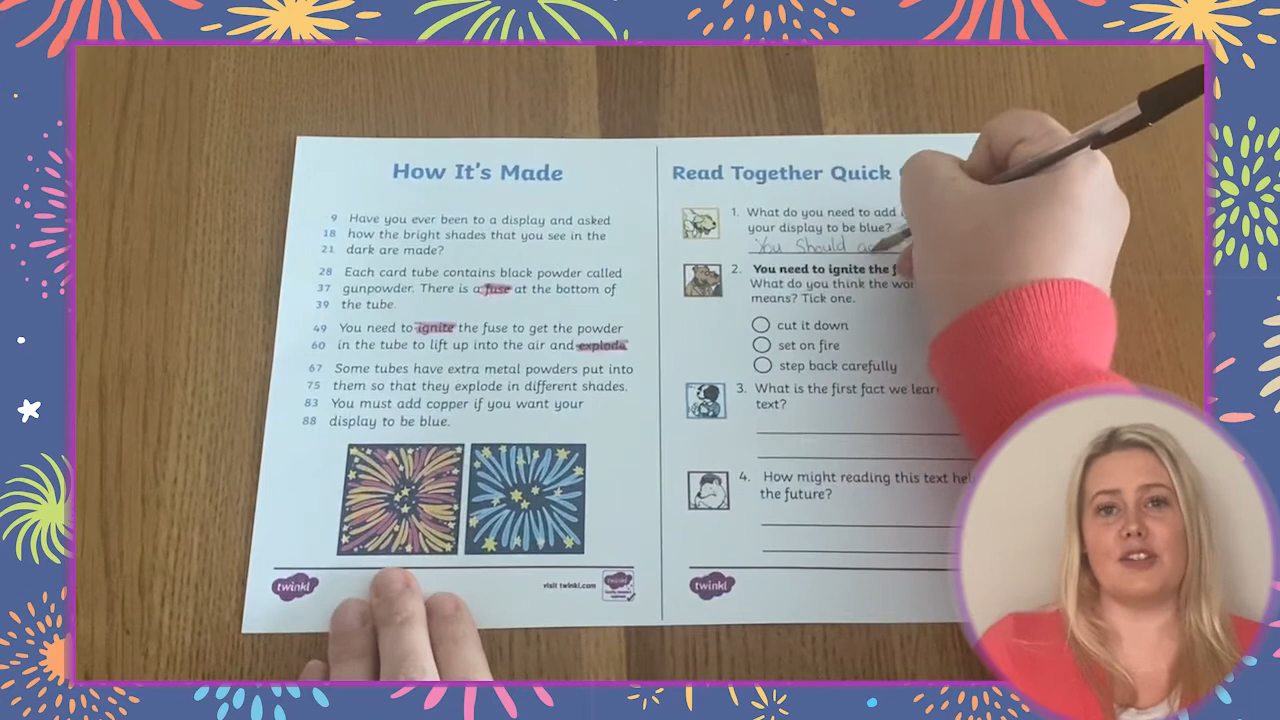 How It's Made
9 Have you ever been to a display and asked
18 how the bright shades that you see in the
21 dark are made?
28 Each card tube contains black powder called
37 gunpowder. There is a fuse at the bottom of
39 the tube.
49 You need to ignite the fuse to get the powder
60 in the tube to lift up into the air and explode.
67 Some tubes have extra metal powders put into
75 them so that they explode in different shades.
83 You must add copper if you want your
88 display to be blue.
twinkl
visit twinkl.com
twinkl
Read Together Quick
1. What do you need to add
your display to be blue?
You should
2. You need to ignite the
What do you think the
means? Tick one.
cut it down
set on fire
step back carefully
3. What is the first fact we
text?
4. How might reading this text
the future?
twinkl